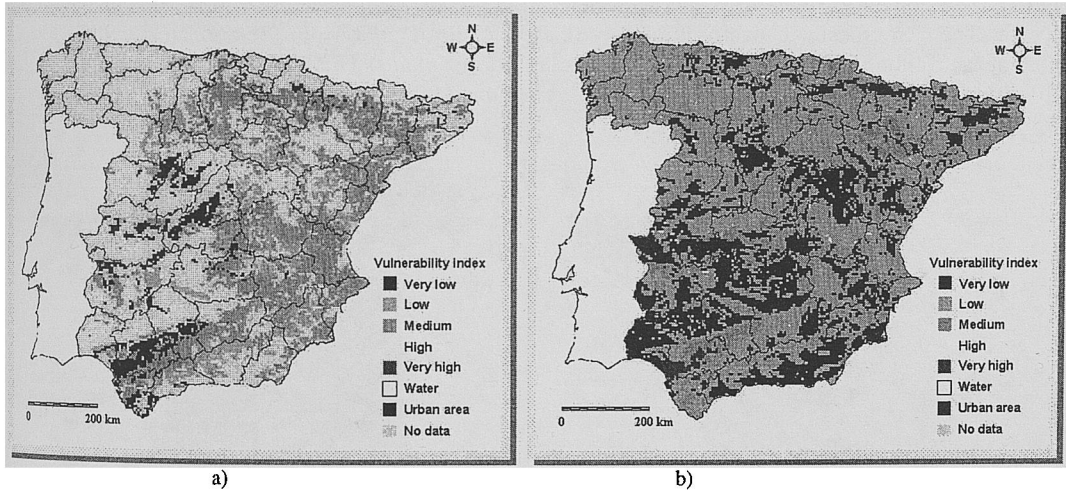 N
W E
S
Vulnerability index
Very low
Low
Medium
High
Very high
Water
Urban area
No data
0 200 km
a)
N
W E
S
Vulnerability index
Very low
Low
Medium
High
Very high
Water
Urban area
No data
0 200 km
b)